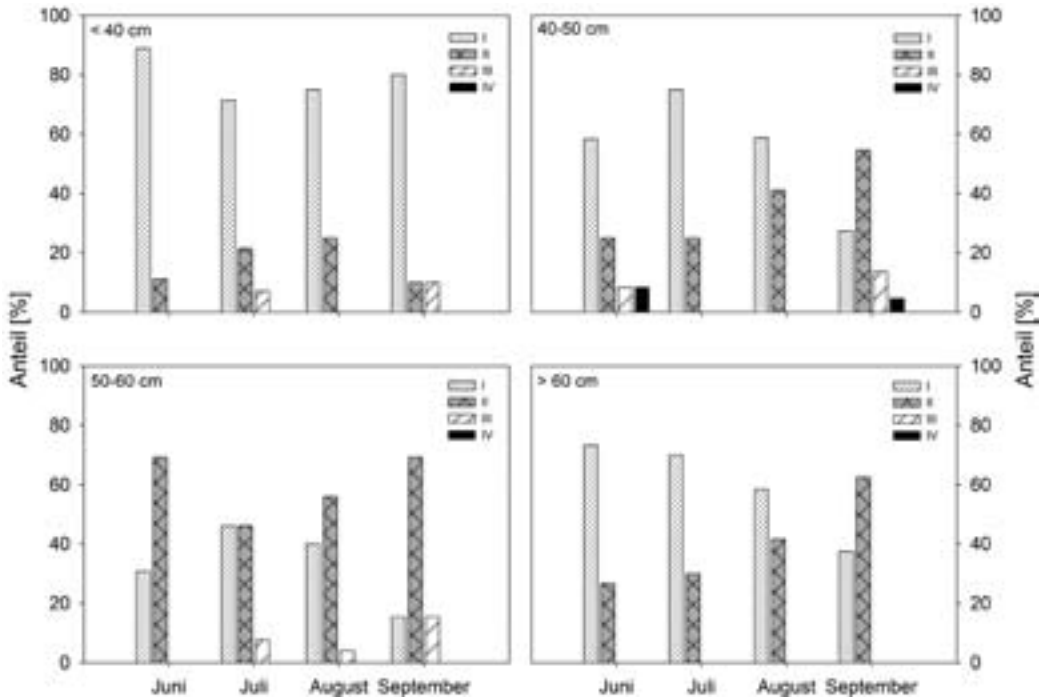 Anteil [%]
< 40 cm
100
80
60
40
20
0
I
II
III
IV
40-50 cm
I
II
III
IV
100
80
60
40
20
0
Anteil [%]
50-60 cm
100
80
60
40
20
0
I
II
III
IV
Juni Juli August September
> 60 cm
I
II
III
IV
100
80
60
40
20
0
Juni Juli August September